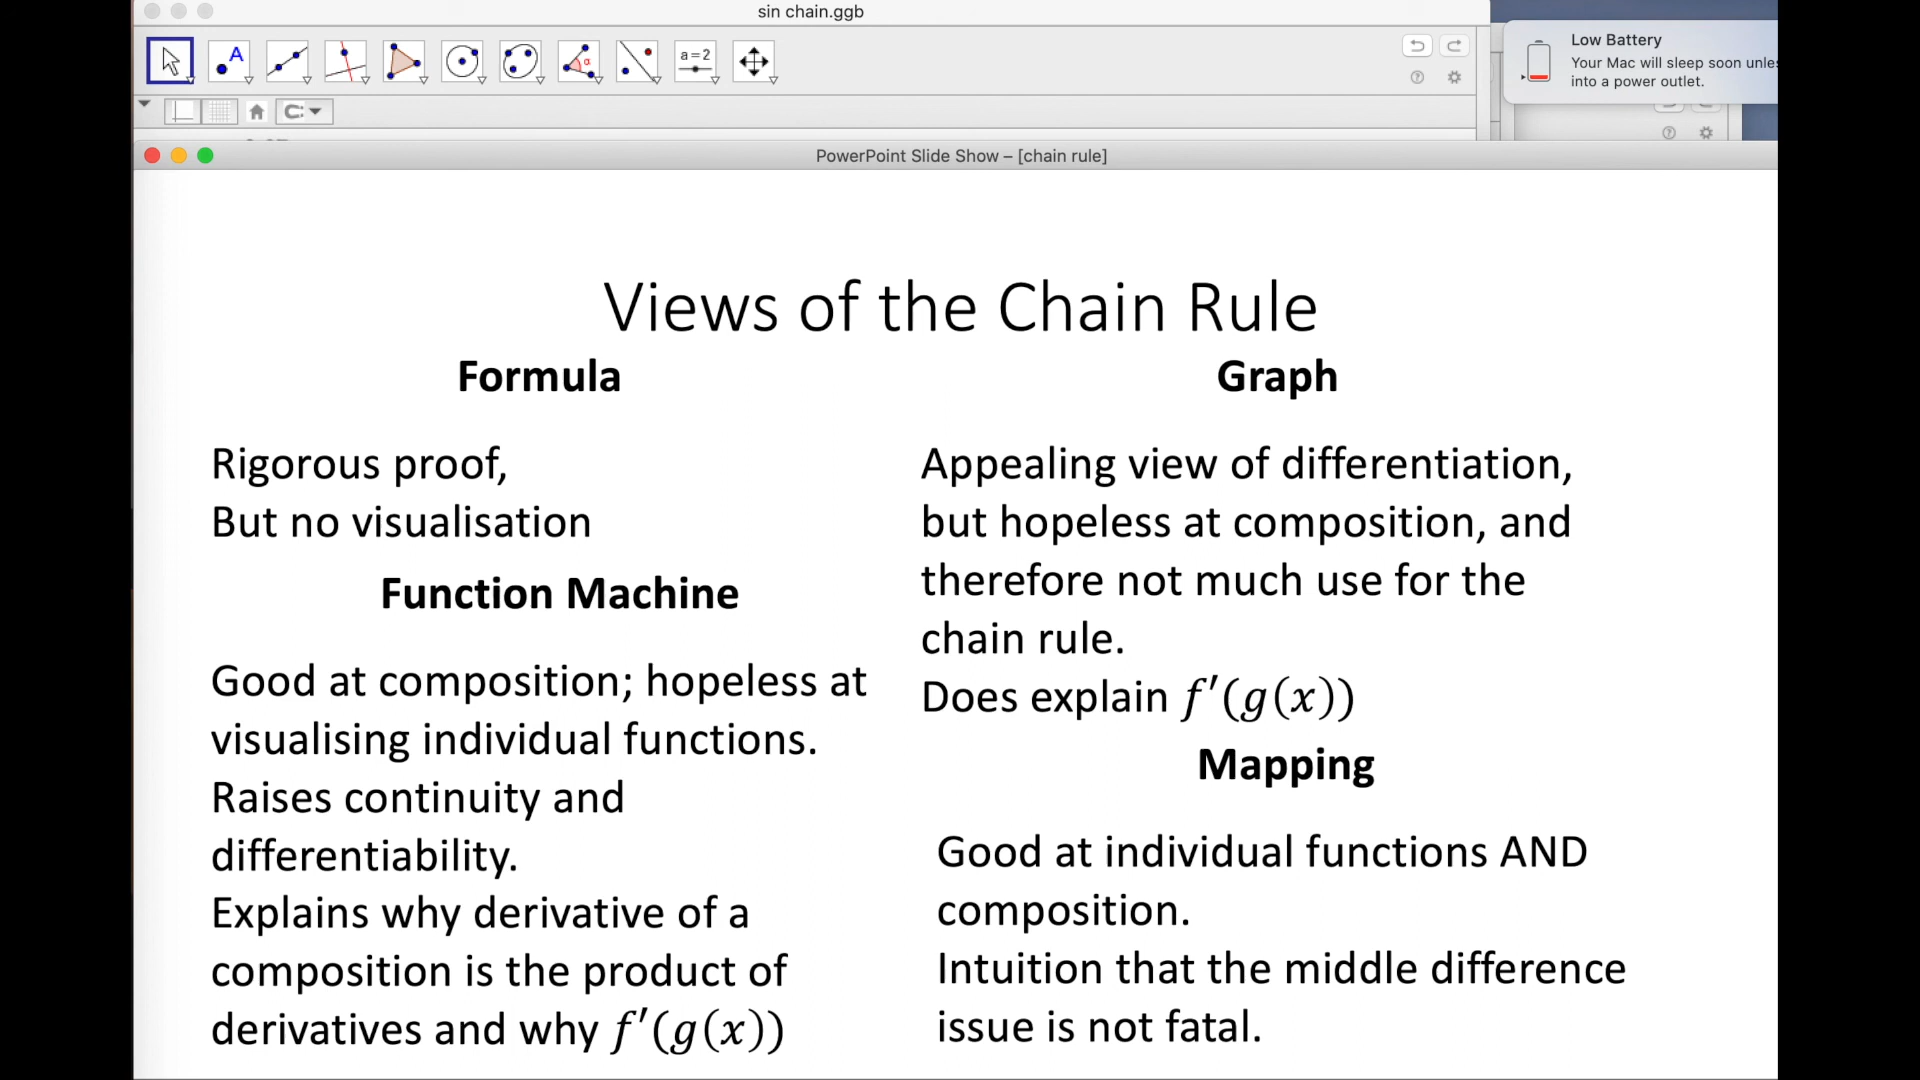 sin chain.ggb
A
α
a=2
Low Battery
Your Mac will sleep soon unles
into a power outlet.
PowerPoint Slide Show – [chain rule]
Views of the Chain Rule
Formula
Rigorous proof,
But no visualisation
Function Machine
Good at composition; hopeless at
visualising individual functions.
Raises continuity and
differentiability.
Explains why derivative of a
composition is the product of
derivatives and why f′(g(x))
Graph
Appealing view of differentiation,
but hopeless at composition, and
therefore not much use for the
chain rule.
Does explain f′(g(x))
Mapping
Good at individual functions AND
composition.
Intuition that the middle difference
issue is not fatal.